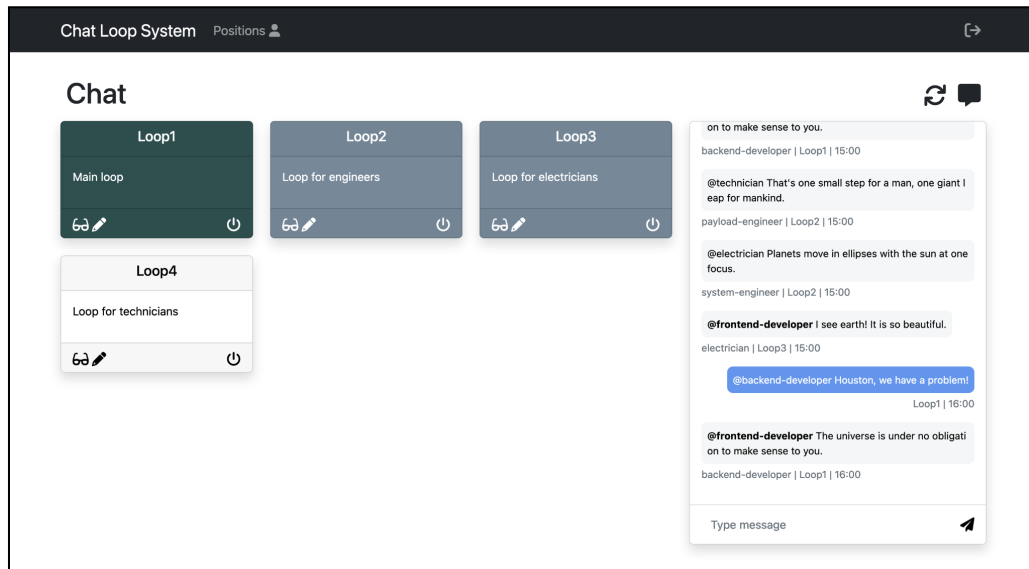 Chat Loop System Positions
Chat
Loop1
Main loop
Loop2
Loop for engineers
Loop3
Loop for electricians
Loop4
Loop for technicians
on to make sense to you.
backend-developer | Loop1 | 15:00
@technician That's one small step for a man, one giant l
eap for mankind.
payload-engineer | Loop2 | 15:00
@electrician Planets move in ellipses with the sun at one
focus.
system-engineer | Loop2 | 15:00
@frontend-developer I see earth! It is so beautiful.
electrician | Loop3 | 15:00
@backend-developer Houston, we have a problem!
Loop1 | 16:00
@frontend-developer The universe is under no obligati
on to make sense to you.
backend-developer | Loop1 | 16:00
Type message